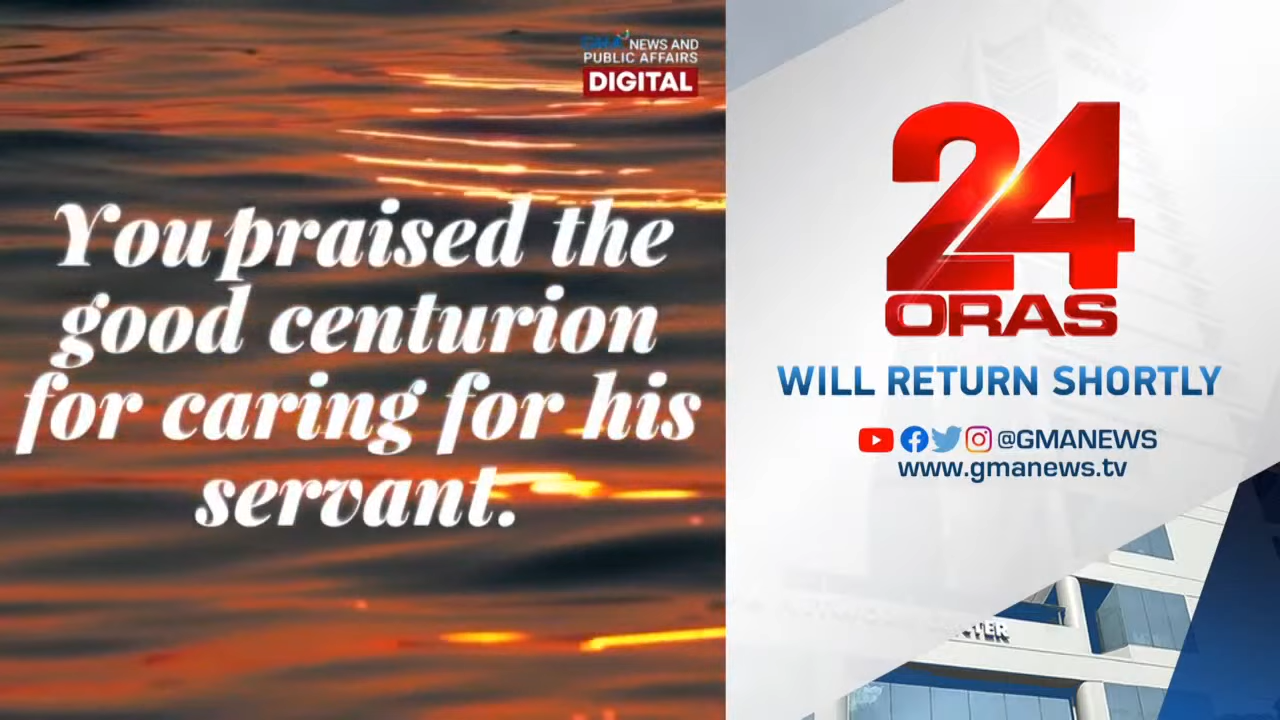 GMA NEWS AND
PUBLIC AFFAIRS
DIGITAL
You praised the
good centurion
for caring for his
servant.
24
ORAS
WILL RETURN SHORTLY
@GMANEWS
www.gmanews.tv